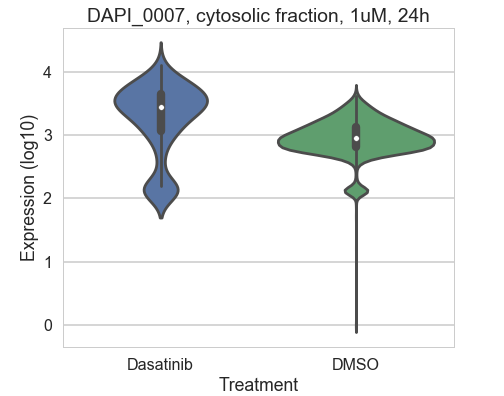 DAPI_0007, cytosolic fraction, 1uM, 24h
Expression (log10)
4
3
2
1
0
Dasatinib DMSO
Treatment